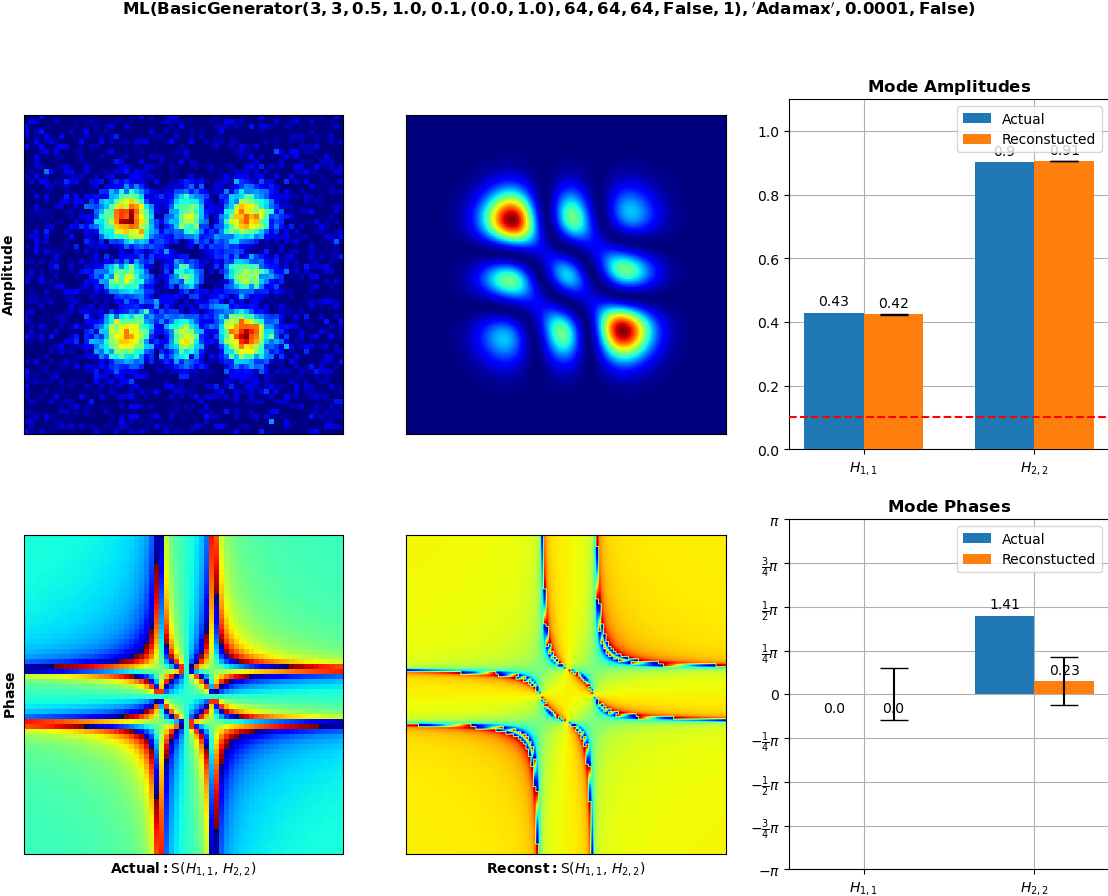 ML(BasicGenerator(3, 3, 0.5, 1.0, 0.1, (0.0, 1.0), 64, 64, 64, False, 1), ′Adamax′, 0.0001, False)
Amplitude
Mode Amplitudes
Actual
Reconstucted
0.9
0.91
0.43
0.42
1.0
0.8
0.6
0.4
0.2
0.0
H1,1
H2,2
Phase
Actual: S(H1,1, H2,2)
Reconst: S(H1,1, H2,2)
Mode Phases
Actual
Reconstucted
1.41
0.23
0.0
0.0
π
3/4π
1/2π
1/4π
0
−1/4π
−1/2π
−3/4π
−π
H1,1
H2,2